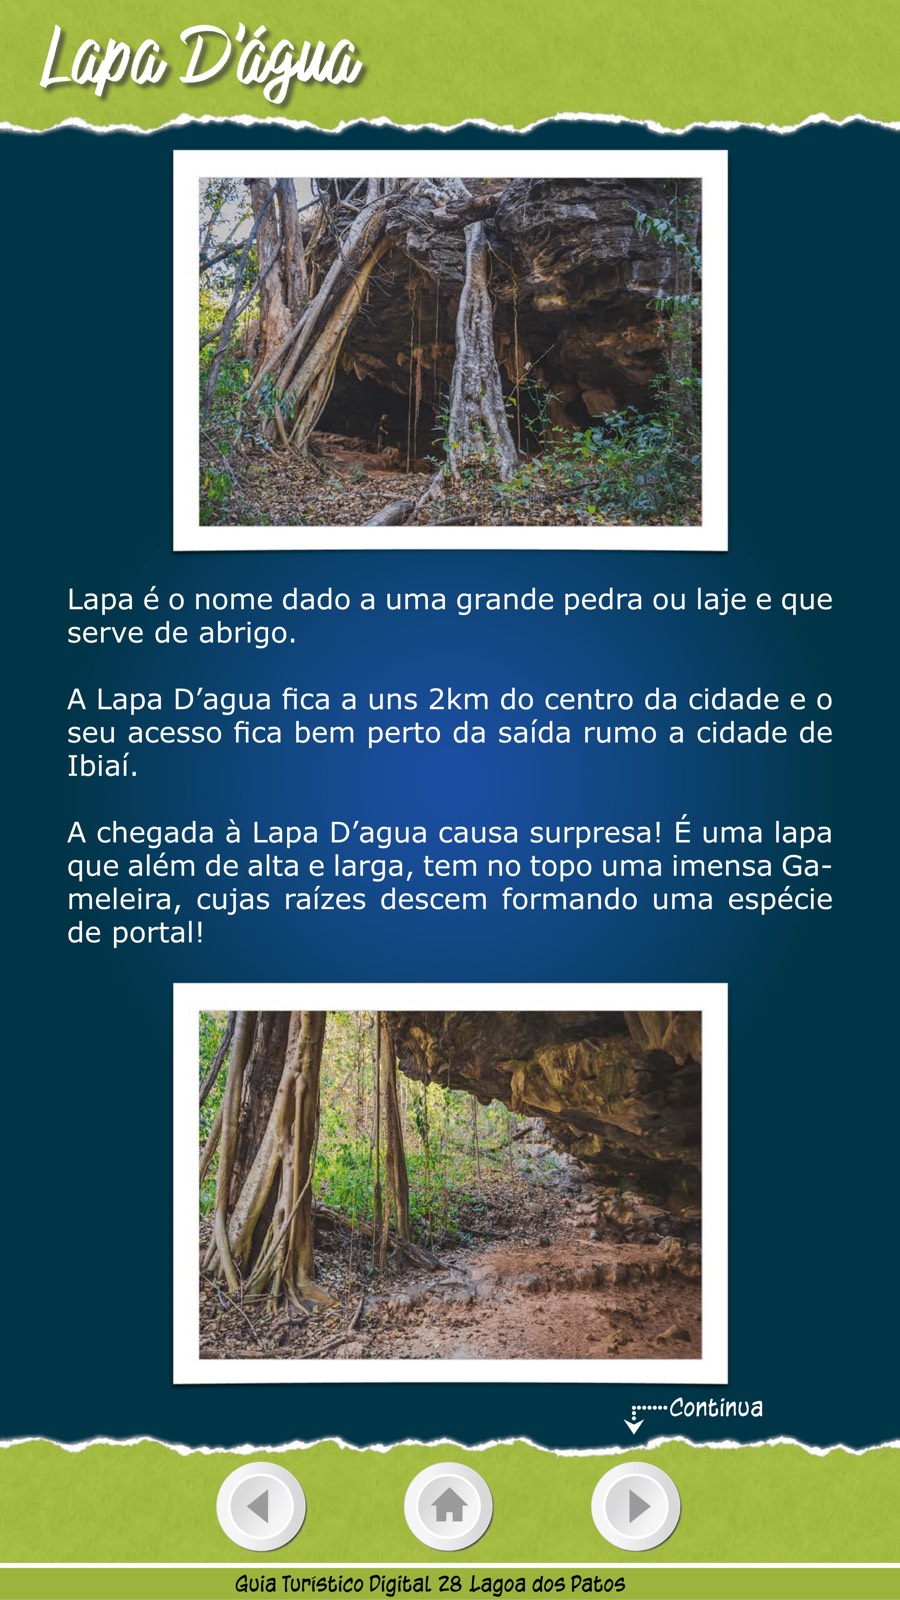 Lapa D'água
Lapa é o nome dado a uma grande pedra ou laje e que
serve de abrigo.
A Lapa D’agua fica a uns 2km do centro da cidade e o
seu acesso fica bem perto da saída rumo a cidade de
Ibiaí.
A chegada à Lapa D’agua causa surpresa! É uma lapa
que além de alta e larga, tem no topo uma imensa Ga-
meleira, cujas raízes descem formando uma espécie
de portal!
Continua
Guia Turístico Digital 28 Lagoa dos Patos